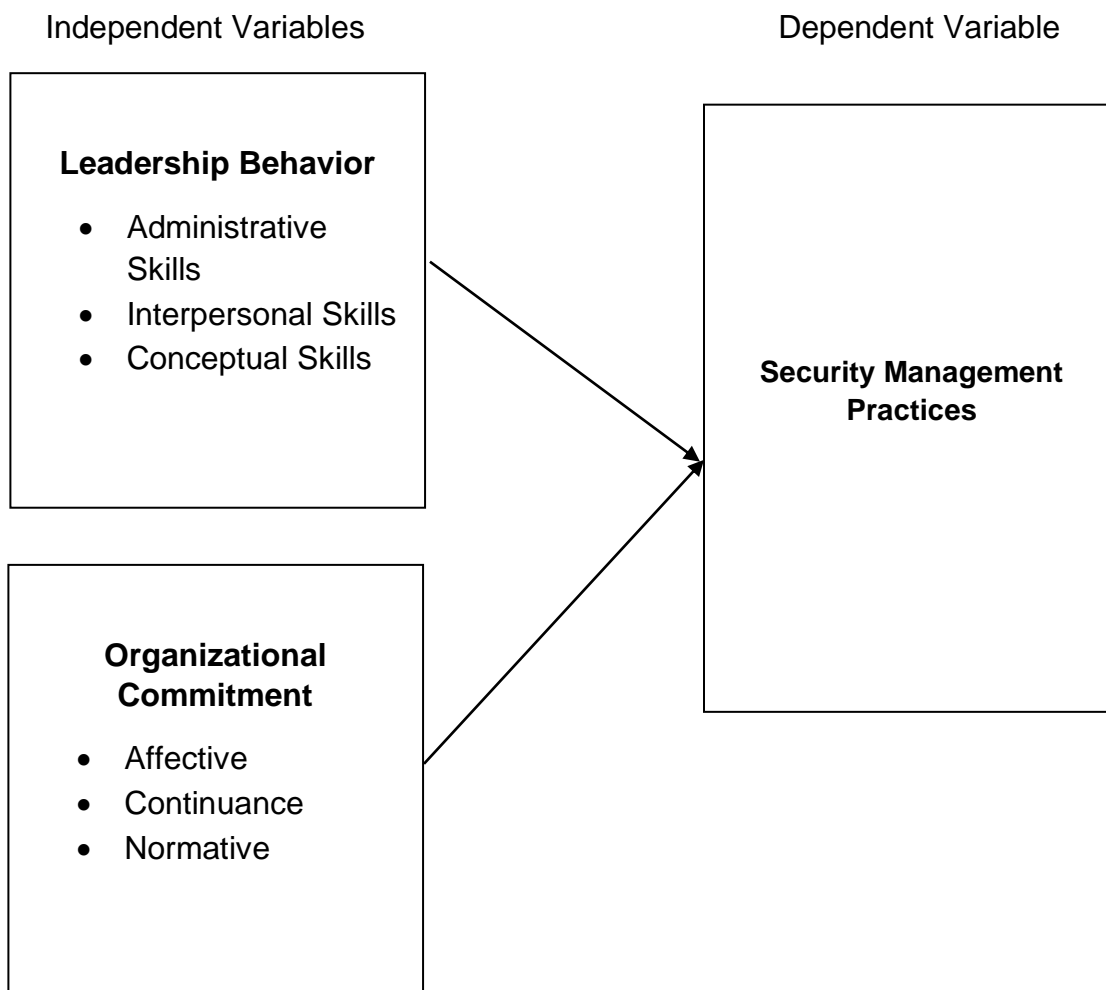 Independent Variables
Dependent Variable
Leadership Behavior
• Administrative
Skills
• Interpersonal Skills
• Conceptual Skills
Security Management
Practices
Organizational
Commitment
• Affective
• Continuance
• Normative